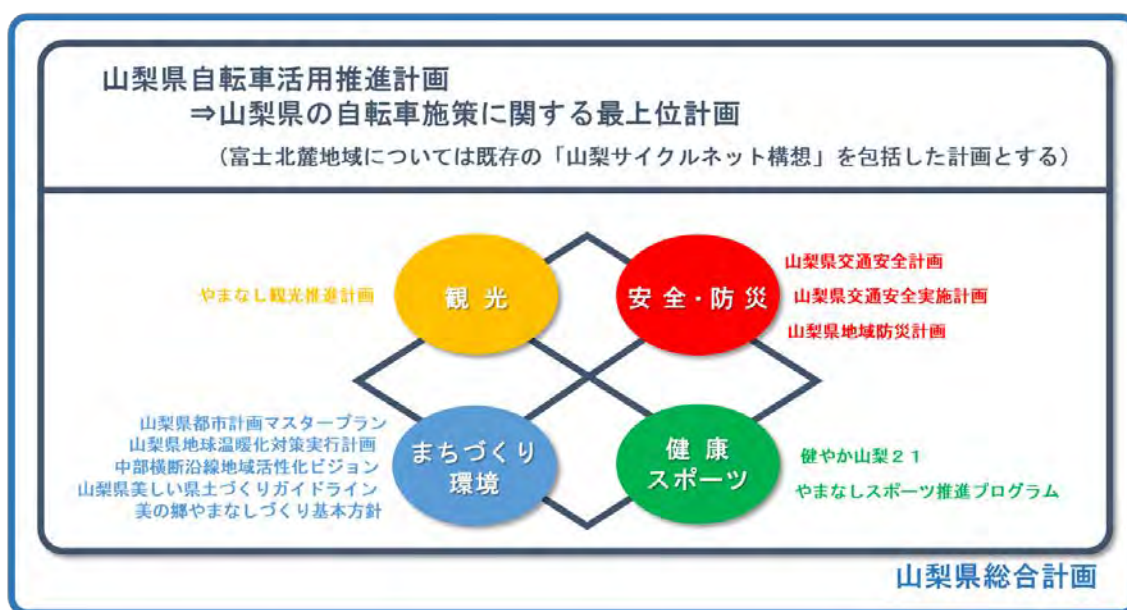 山梨県自転車活用推進計画
⇒山梨県の自転車施策に関する最上位計画
（富士北麓地域については既存の「山梨サイクルネット構想」を包括した計画とする）
やまなし観光推進計画
観光
安全・防災
山梨県交通安全計画
山梨県交通安全実施計画
山梨県地域防災計画
山梨県都市計画マスタープラン
山梨県地球温暖化対策実行計画
中部横断沿線地域活性化ビジョン
山梨県美しい県土づくりガイドライン
美の郷やまなしづくり基本方針
まちづくり
環境
健康
スポーツ
健やか山梨２１
やまなしスポーツ推進プログラム
山梨県総合計画